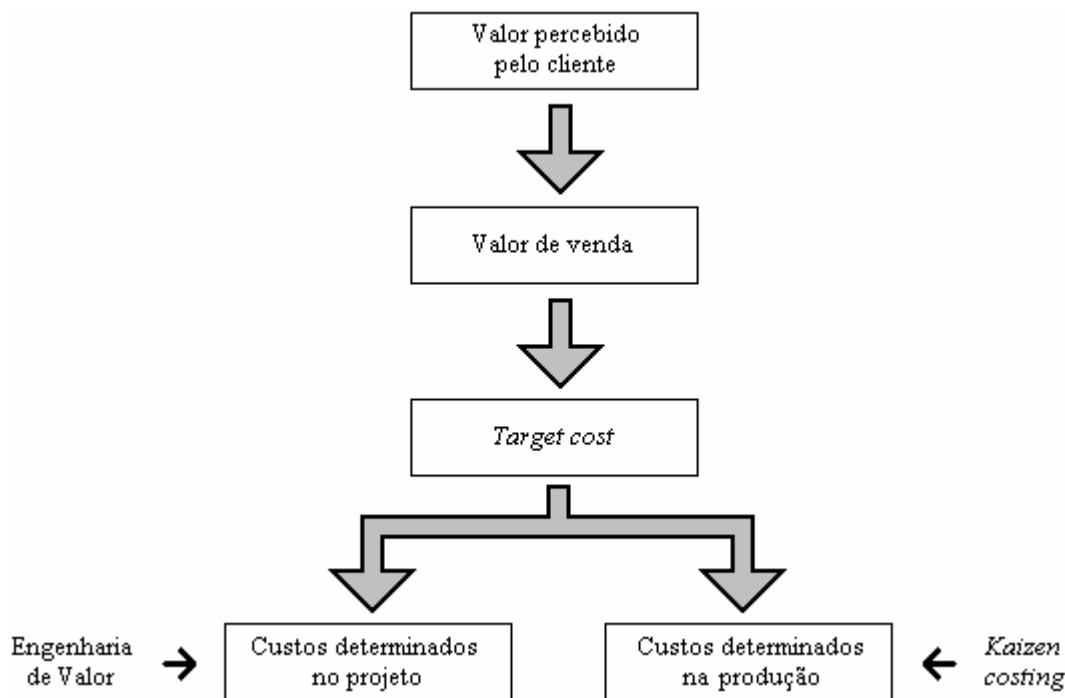 Valor percebido
pelo cliente
Valor de venda
Target cost
Engenharia
de Valor
Custos determinados
no projeto
Custos determinados
na produção
Kaizen
costing